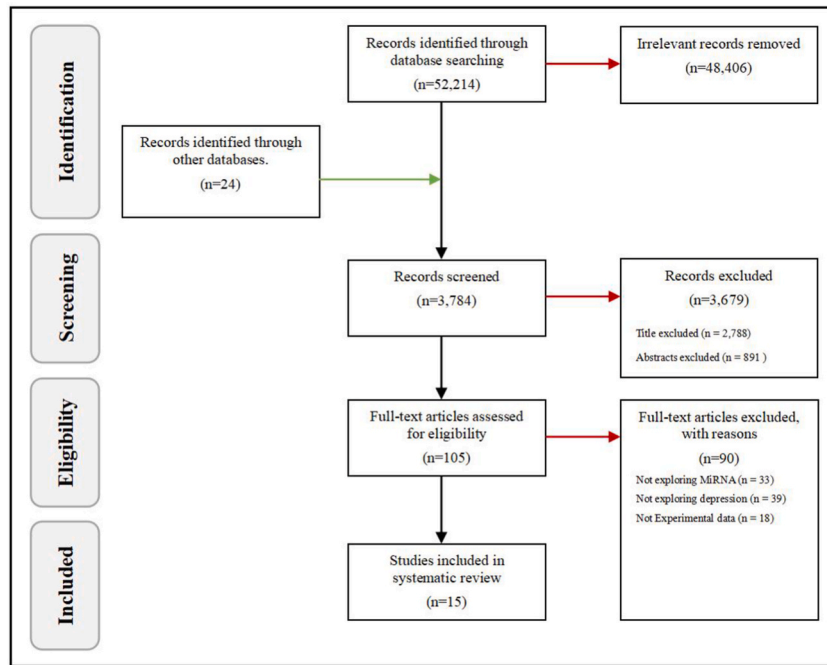 Identification
Records identified through
database searching
(n=52,214)
Irrelevant records removed
(n=48,406)
Records identified through
other databases.
(n=24)
Screening
Records screened
(n=3,784)
Records excluded
(n=3,679)
Title excluded (n = 2,788)
Abstracts excluded (n = 891 )
Eligibility
Full-text articles assessed
for eligibility
(n=105)
Full-text articles excluded,
with reasons
(n=90)
Not exploring MiRNA (n = 33)
Not exploring depression (n = 39)
Not Experimental data (n = 18)
Included
Studies included in
systematic review
(n=15)